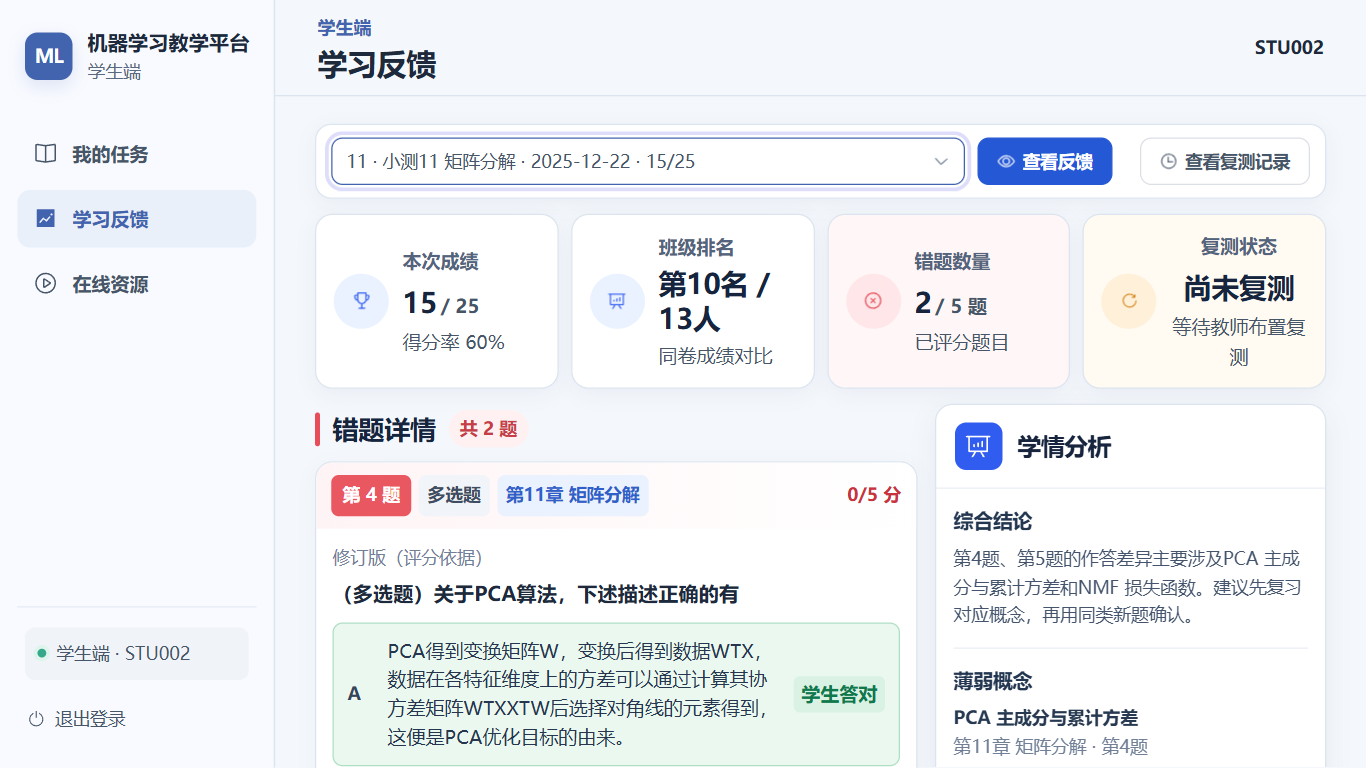 ML
机器学习教学平台
学生端
我的任务
学习反馈
在线资源
学生端 · STU002
退出登录
学生端
学习反馈
STU002
11 · 小测11 矩阵分解 · 2025-12-22 · 15/25
查看反馈
查看复测记录
本次成绩
15 / 25
得分率 60%
班级排名
第10名 /
13人
同卷成绩对比
错题数量
2 / 5 题
已评分题目
复测状态
尚未复测
等待教师布置复
测
错题详情
共 2 题
第 4 题
多选题
第11章 矩阵分解
0/5 分
修订版（评分依据）
（多选题）关于PCA算法，下述描述正确的有
A
PCA得到变换矩阵W，变换后得到数据WTX，
数据在各特征维度上的方差可以通过计算其协
方差矩阵WTXXTW后选择对角线的元素得到，
这便是PCA优化目标的由来。
学生答对
学情分析
综合结论
第4题、第5题的作答差异主要涉及PCA 主成
分与累计方差和NMF 损失函数。建议先复习
对应概念，再用同类新题确认。
薄弱概念
PCA 主成分与累计方差
第11章 矩阵分解 · 第4题